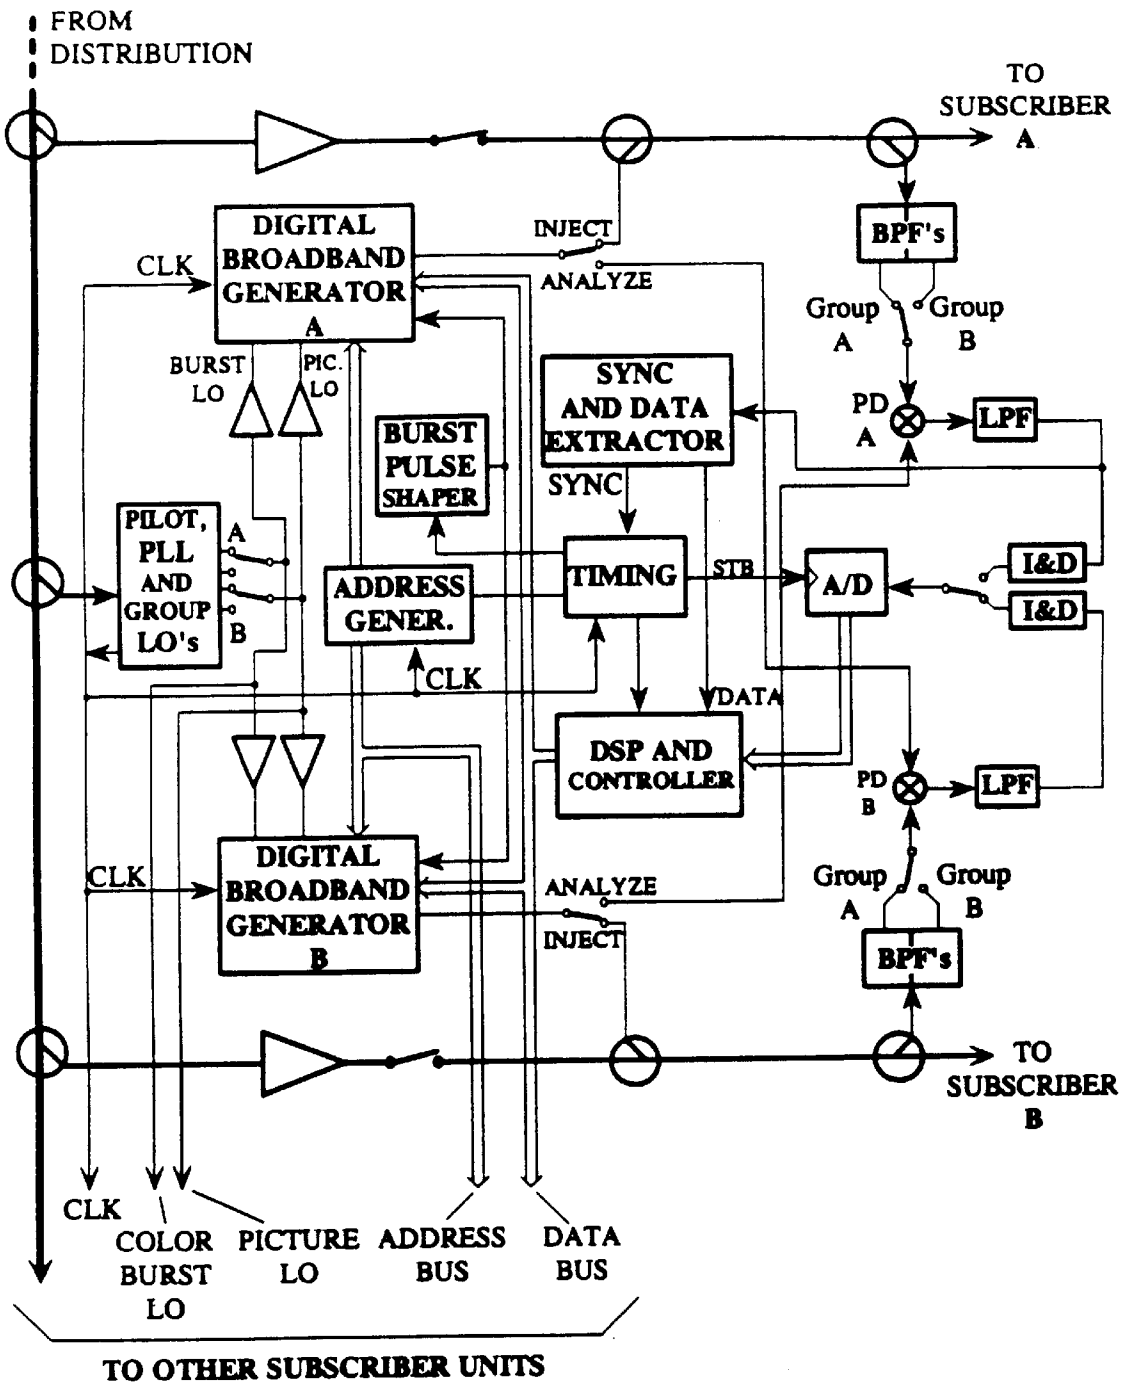 FROM
DISTRIBUTION
TO
SUBSCRIBER
A
DIGITAL
BROADBAND
GENERATOR
A
CLK
INJECT
ANALYZE
BPF's
Group
A
Group
B
BURST
LO
PIC.
LO
SYNC
AND DATA
EXTRACTOR
PD
A
LPF
BURST
PULSE
SHAPER
SYNC
PILOT,
PLL
AND
GROUP
LO's
A
B
ADDRESS
GENER.
TIMING
STB
A/D
I&D
I&D
CLK
DATA
DSP AND
CONTROLLER
PD
B
LPF
DIGITAL
BROADBAND
GENERATOR
B
CLK
ANALYZE
INJECT
Group
A
Group
B
BPF's
TO
SUBSCRIBER
B
CLK
COLOR
BURST
LO
PICTURE
LO
ADDRESS
BUS
DATA
BUS
TO OTHER SUBSCRIBER UNITS